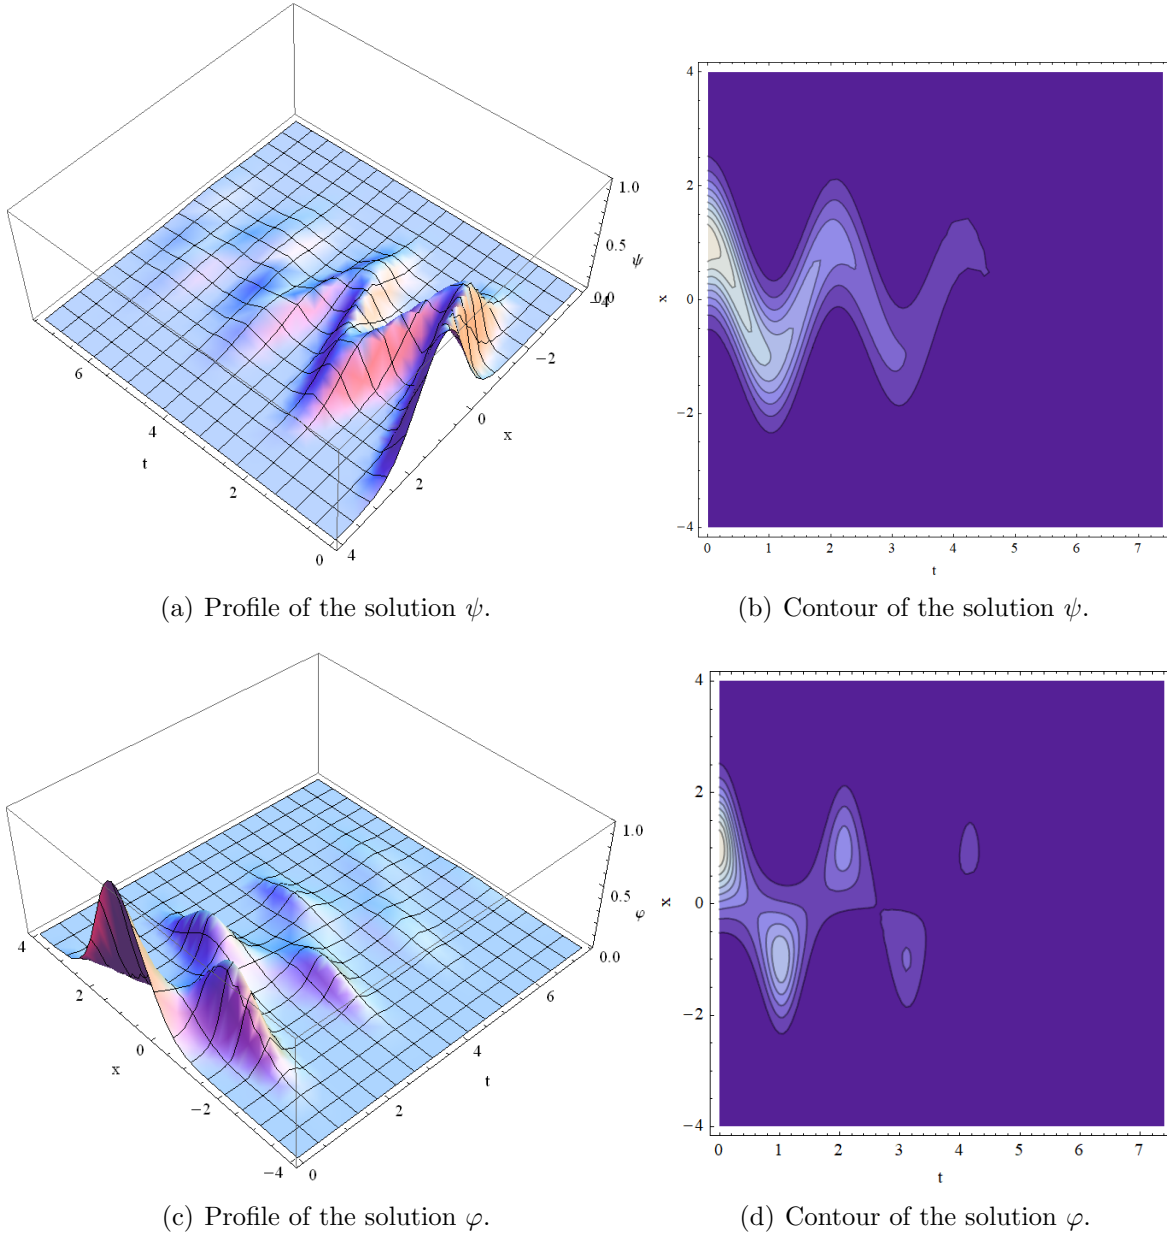 1.0
0.5
ψ
0.0
−4
−2
0
x
2
4
6
4
t
2
0
4
2
x
0
−2
−4
0 1 2 3 4 5 6 7
t
(a) Profile of the solution ψ.
(b) Contour of the solution ψ.
1.0
0.5
φ
0.0
4
2
0
x
−2
−4
6
4
t
2
0
4
2
x
0
−2
−4
0 1 2 3 4 5 6 7
t
(c) Profile of the solution φ.
(d) Contour of the solution φ.